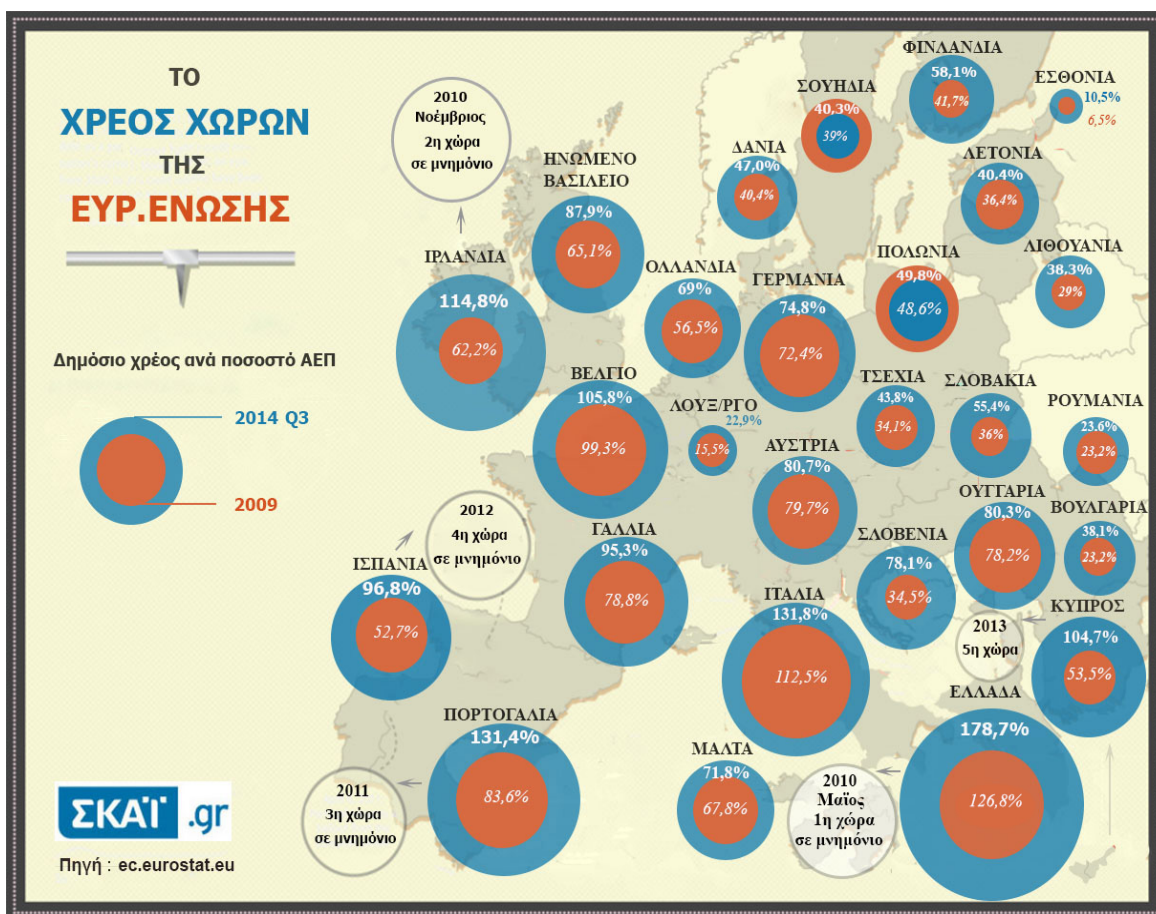 ΤΟ
ΧΡΕΟΣ ΧΩΡΩΝ
ΤΗΣ
ΕΥΡ.ΕΝΩΣΗΣ
Δημόσιο χρέος ανά ποσοστό ΑΕΠ
2014 Q3
2009
2010
Νοέμβριος
2η χώρα
σε μνημόνιο
ΙΡΛΑΝΔΙΑ
114,8%
62,2%
ΗΝΩΜΕΝΟ
ΒΑΣΙΛΕΙΟ
87,9%
65,1%
ΔΑΝΙΑ
47,0%
40,4%
ΣΟΥΗΔΙΑ
40,3%
39%
ΦΙΝΛΑΝΔΙΑ
58,1%
41,7%
ΕΣΘΟΝΙΑ
10,5%
6,5%
ΛΕΤΟΝΙΑ
40,4%
36,4%
ΛΙΘΟΥΑΝΙΑ
38,3%
29%
ΟΛΛΑΝΔΙΑ
69%
56,5%
ΓΕΡΜΑΝΙΑ
74,8%
72,4%
ΠΟΛΩΝΙΑ
49,8%
48,6%
ΒΕΛΓΙΟ
105,8%
99,3%
ΛΟΥΞ/ΡΓΟ
22,9%
15,5%
ΤΣΕΧΙΑ
43,8%
34,1%
ΣΛΟΒΑΚΙΑ
55,4%
36%
ΡΟΥΜΑΝΙΑ
23.6%
23,2%
ΑΥΣΤΡΙΑ
80,7%
79,7%
ΟΥΓΓΑΡΙΑ
80,3%
78,2%
ΒΟΥΛΓΑΡΙΑ
38,1%
23,2%
2012
4η χώρα
σε μνημόνιο
ΙΣΠΑΝΙΑ
96,8%
52,7%
ΓΑΛΛΙΑ
95,3%
78,8%
ΣΛΟΒΕΝΙΑ
78,1%
34,5%
ΙΤΑΛΙΑ
131,8%
112,5%
2013
5η χώρα
ΚΥΠΡΟΣ
104,7%
53,5%
ΕΛΛΑΔΑ
178,7%
126,8%
ΠΟΡΤΟΓΑΛΙΑ
131,4%
83,6%
2011
3η χώρα
σε μνημόνιο
ΜΑΛΤΑ
71,8%
67,8%
2010
Μαϊος
1η χώρα
σε μνημόνιο
ΣΚΑΪ.gr
Πηγή : ec.eurostat.eu